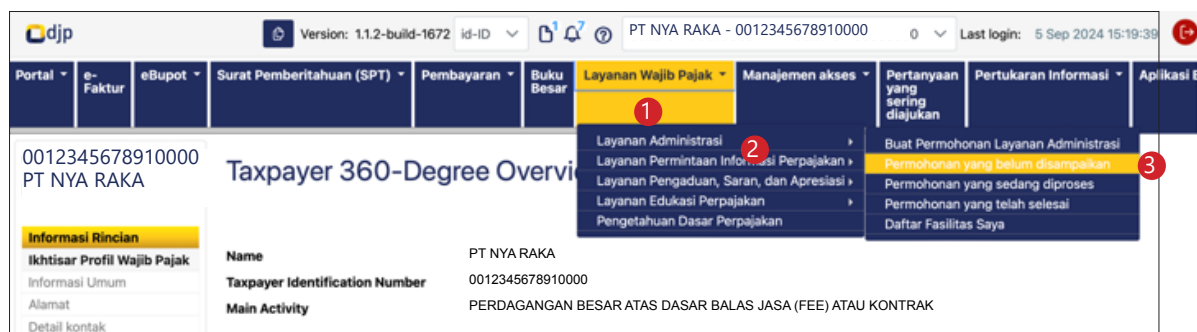 djp
Version: 1.1.2-build-1672 id-ID 1 7 PT NYA RAKA - 0012345678910000 0 Last login: 5 Sep 2024 15:19:39
Portal e-Faktur eBupot Surat Pemberitahuan (SPT) Pembayaran Buku Besar Layanan Wajib Pajak Manajemen akses Pertanyaan yang sering diajukan Pertukaran Informasi Aplikasi
1
Layanan Administrasi
2
Layanan Permintaan Informasi Perpajakan
Layanan Pengaduan, Saran, dan Apresiasi
Layanan Edukasi Perpajakan
Pengetahuan Dasar Perpajakan
Buat Permohonan Layanan Administrasi
Permohonan yang belum disampaikan
3
Permohonan yang sedang diproses
Permohonan yang telah selesai
Daftar Fasilitas Saya
0012345678910000
PT NYA RAKA
Taxpayer 360-Degree Overvi
Informasi Rincian
Ikhtisar Profil Wajib Pajak
Informasi Umum
Alamat
Detail kontak
Name PT NYA RAKA
Taxpayer Identification Number 0012345678910000
Main Activity PERDAGANGAN BESAR ATAS DASAR BALAS JASA (FEE) ATAU KONTRAK